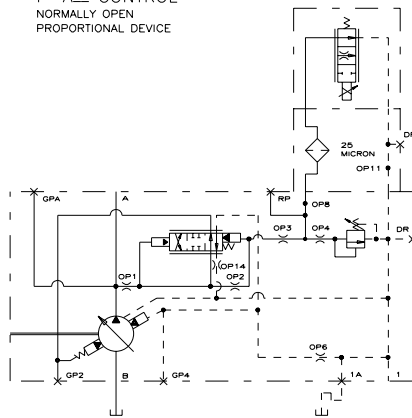 CONTROL
NORMALLY OPEN
PROPORTIONAL DEVICE
25
MICRON
OP11
GPA
A
RP
OP8
OP3
OP4
DR
OP14
OP1
OP2
OP6
GP2
B
GP4
1A
1